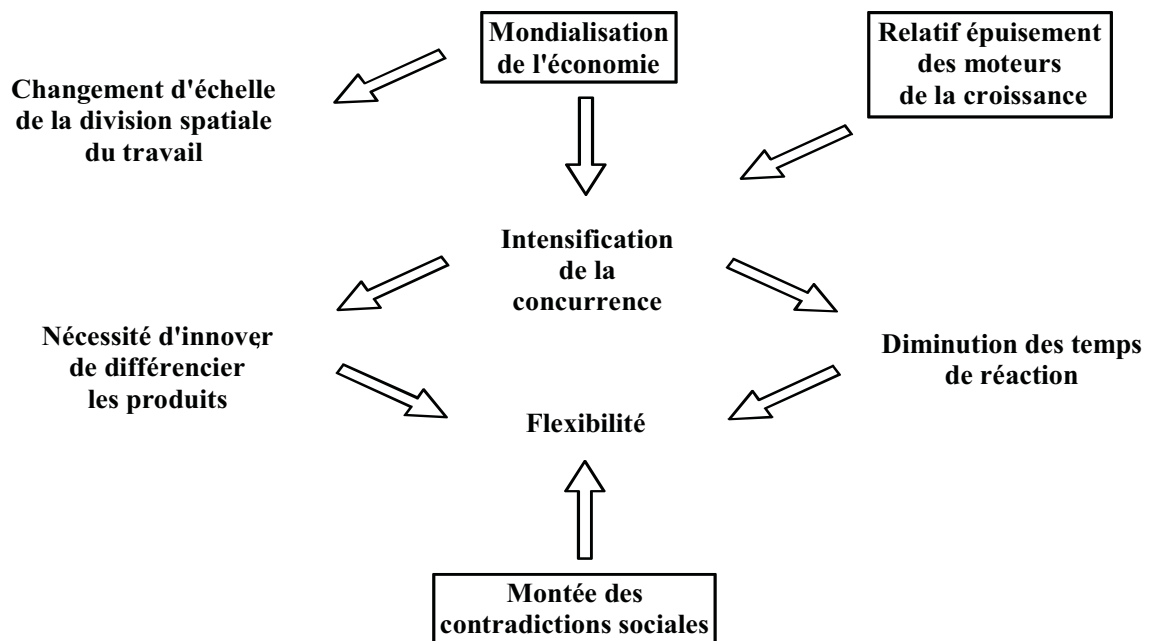 Mondialisation
de l'économie
Relatif épuisement
des moteurs
de la croissance
Changement d'échelle
de la division spatiale
du travail
Intensification
de la
concurrence
Nécessité d'innover,
de différencier
les produits
Diminution des temps
de réaction
Flexibilité
Montée des
contradictions sociales